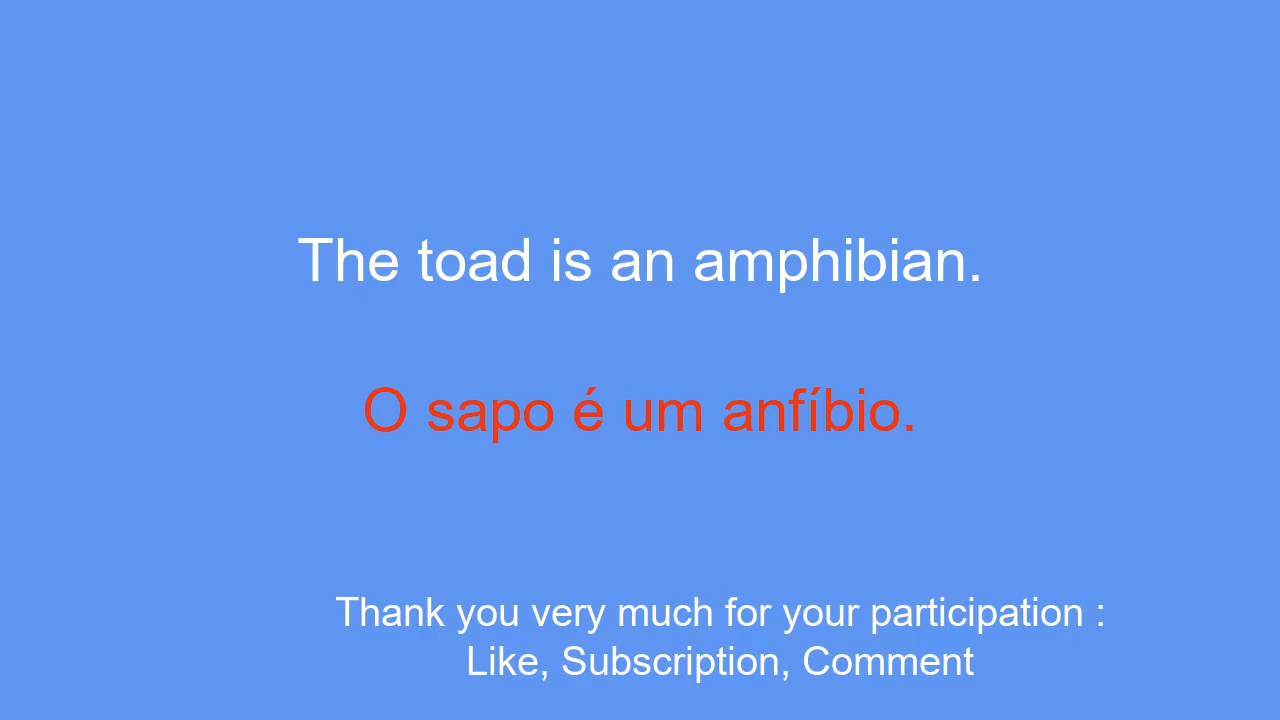 The toad is an amphibian.
O sapo é um anfíbio.
Thank you very much for your participation :
Like, Subscription, Comment